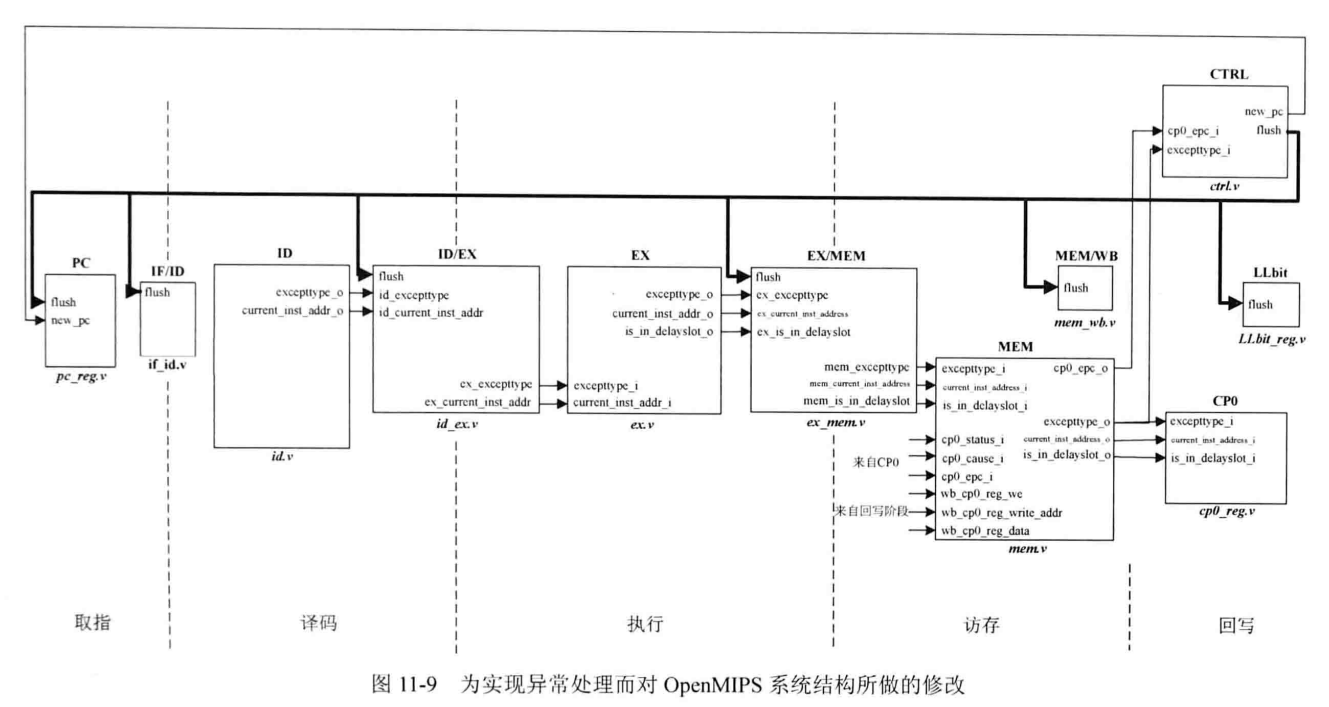 CTRL
new_pc
cp0_epc_i
flush
excepttype_i
ctrl.v
PC
flush
new_pc
pc_reg.v
IF/ID
flush
if_id.v
ID
excepttype_o
current_inst_addr_o
id.v
ID/EX
flush
id_excepttype
id_current_inst_addr
ex_excepttype
ex_current_inst_addr
id_ex.v
EX
excepttype_o
current_inst_addr_o
is_in_delayslot_o
excepttype_i
current_inst_addr_i
ex.v
EX/MEM
flush
ex_excepttype
ex_current_inst_address
ex_is_in_delayslot
mem_excepttype
mem_current_inst_address
mem_is_in_delayslot
ex_mem.v
MEM/WB
flush
mem_wb.v
LLbit
flush
LLbit_reg.v
MEM
excepttype_i
cp0_epc_o
current_inst_address_i
is_in_delayslot_i
excepttype_o
cp0_status_i
current_inst_address_o
来自CP0
cp0_cause_i
is_in_delayslot_o
cp0_epc_i
wb_cp0_reg_we
来自回写阶段
wb_cp0_reg_write_addr
wb_cp0_reg_data
mem.v
CP0
excepttype_i
current_inst_address_i
is_in_delayslot_i
cp0_reg.v
取指
译码
执行
访存
回写
图 11-9 为实现异常处理而对 OpenMIPS 系统结构所做的修改